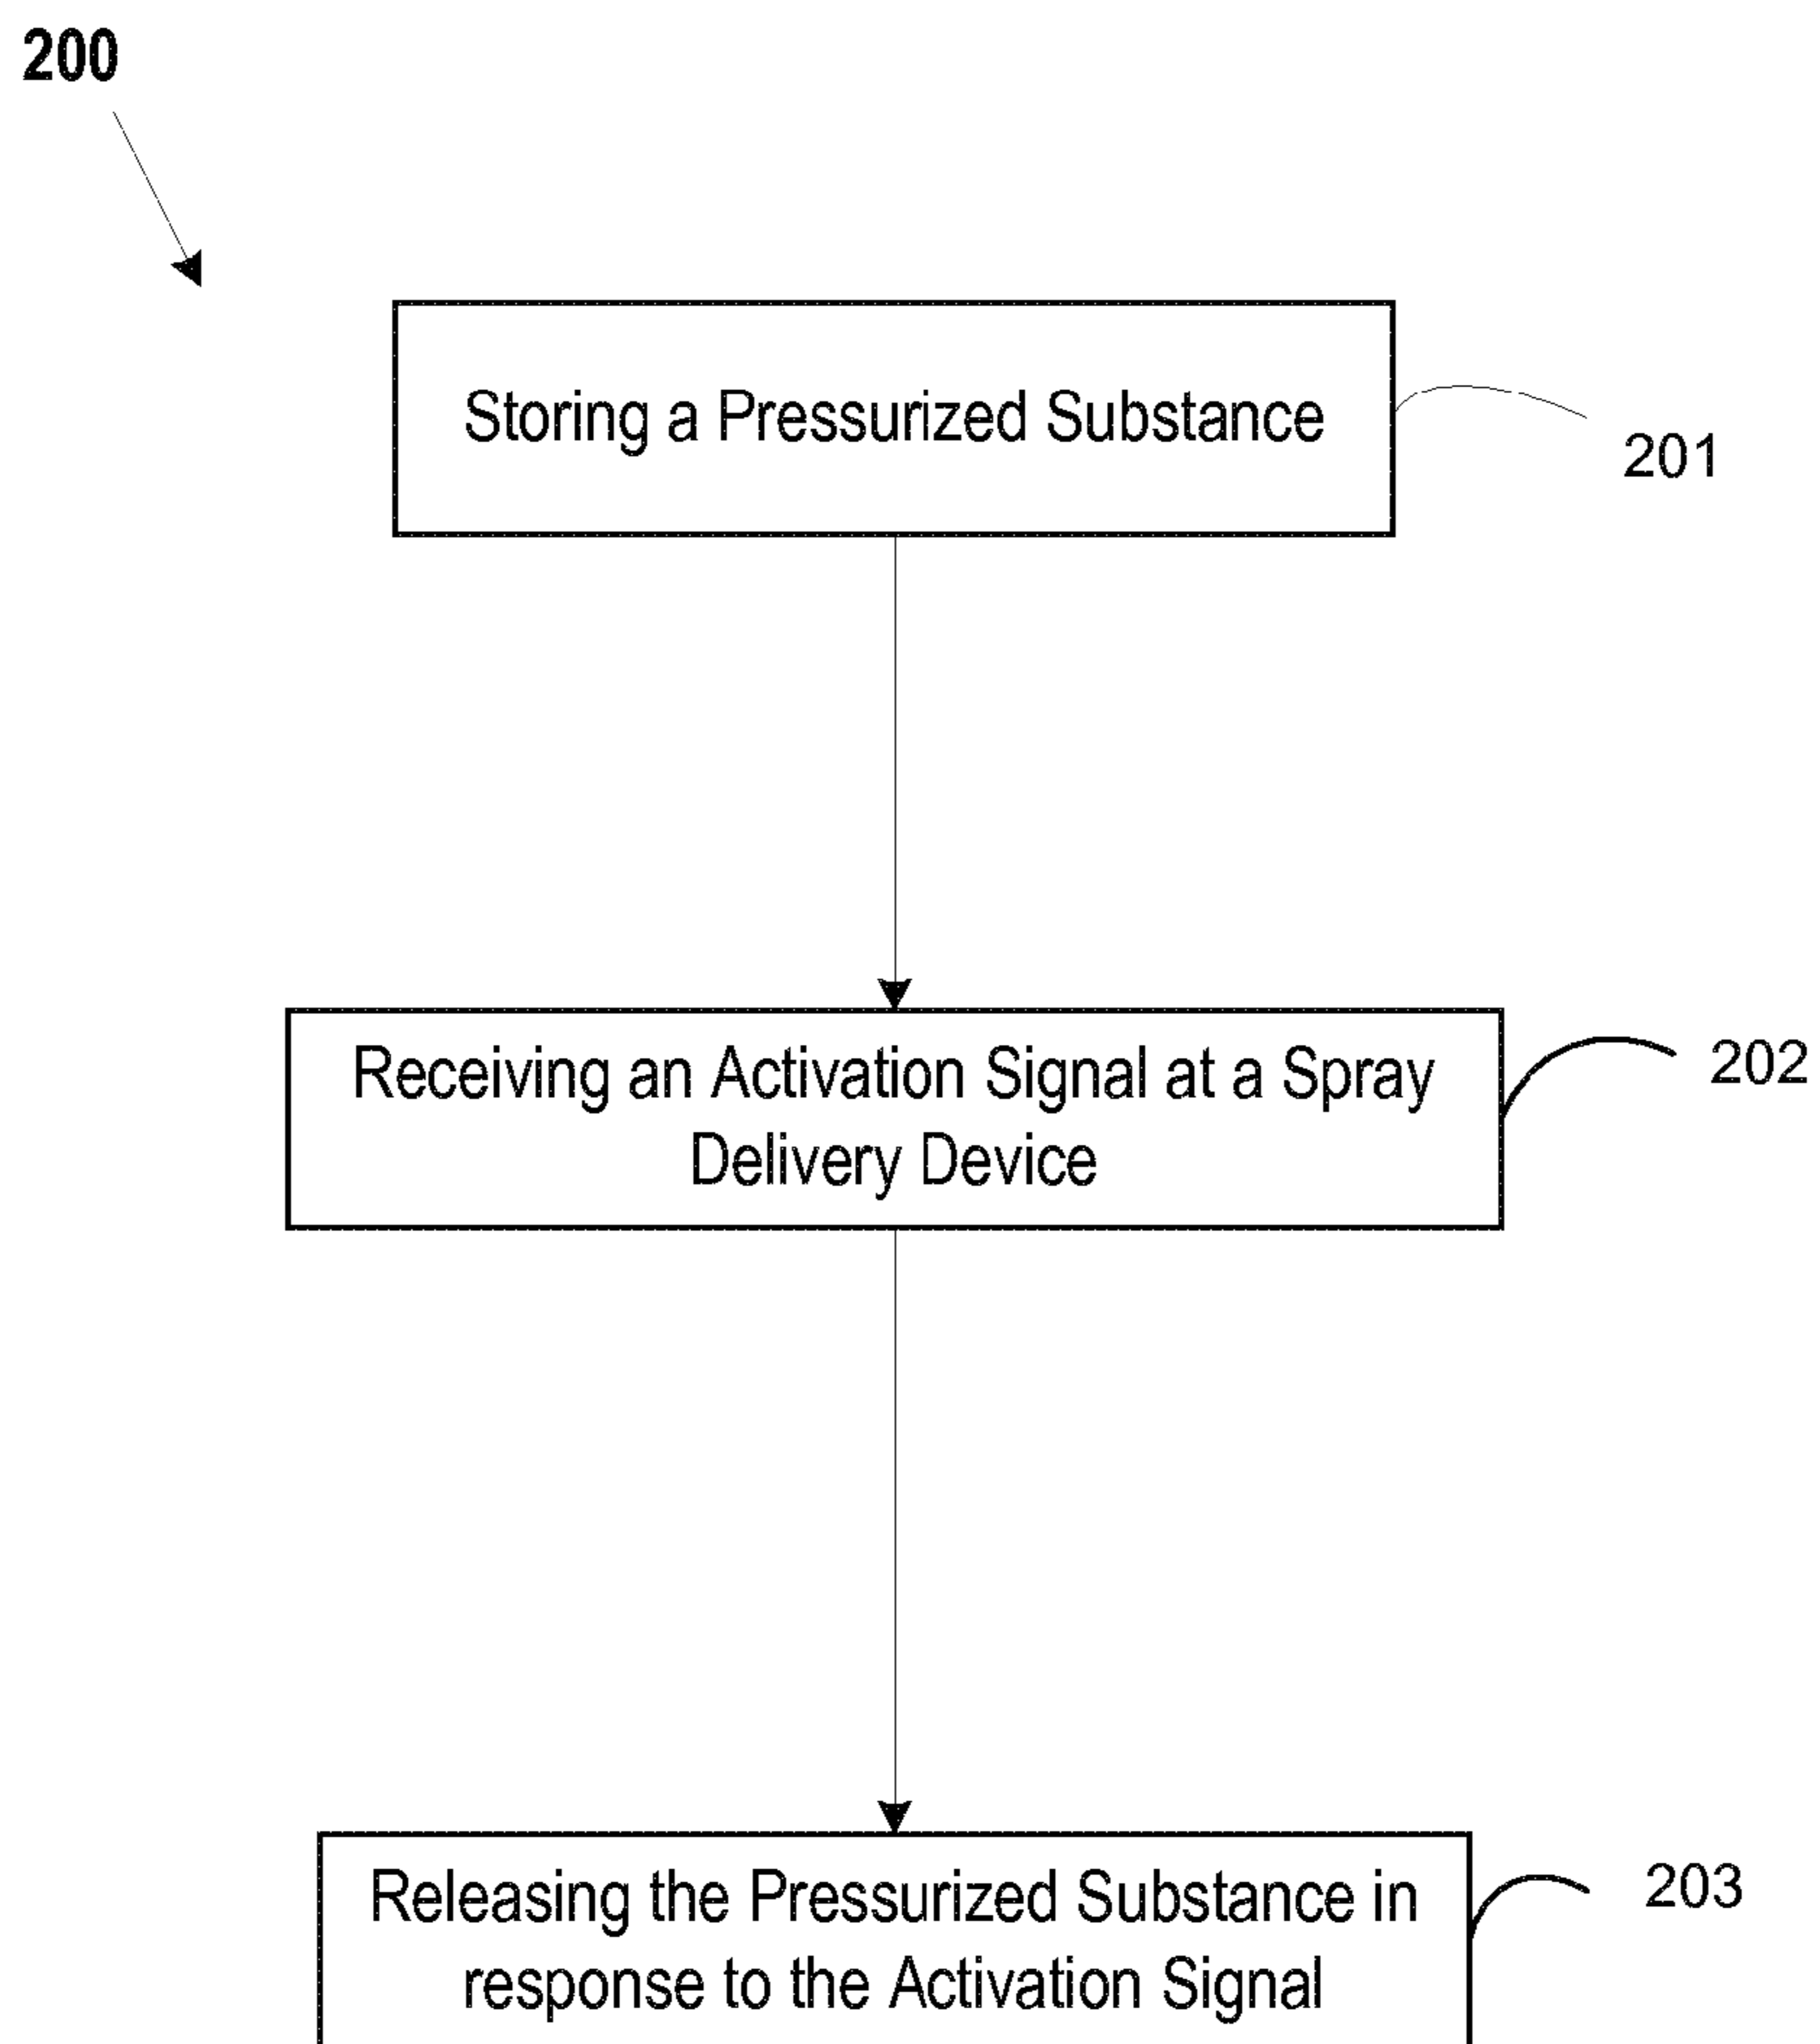 200
Storing a Pressurized Substance
201
Receiving an Activation Signal at a Spray
Delivery Device
202
Releasing the Pressurized Substance in
response to the Activation Signal
203